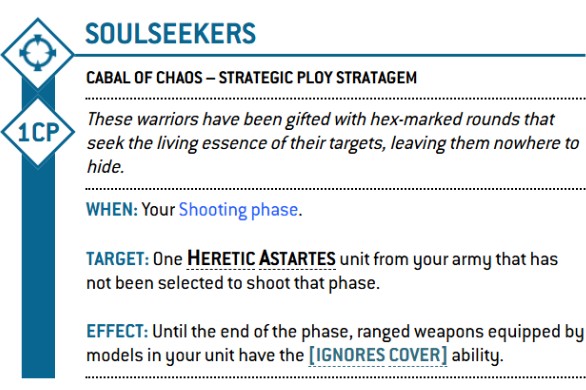 SOULSEEKERS
CABAL OF CHAOS – STRATEGIC PLOY STRATAGEM
1CP
These warriors have been gifted with hex-marked rounds that
seek the living essence of their targets, leaving them nowhere to
hide.
WHEN: Your Shooting phase.
TARGET: One HERETIC ASTARTES unit from your army that has
not been selected to shoot that phase.
EFFECT: Until the end of the phase, ranged weapons equipped by
models in your unit have the [IGNORES COVER] ability.